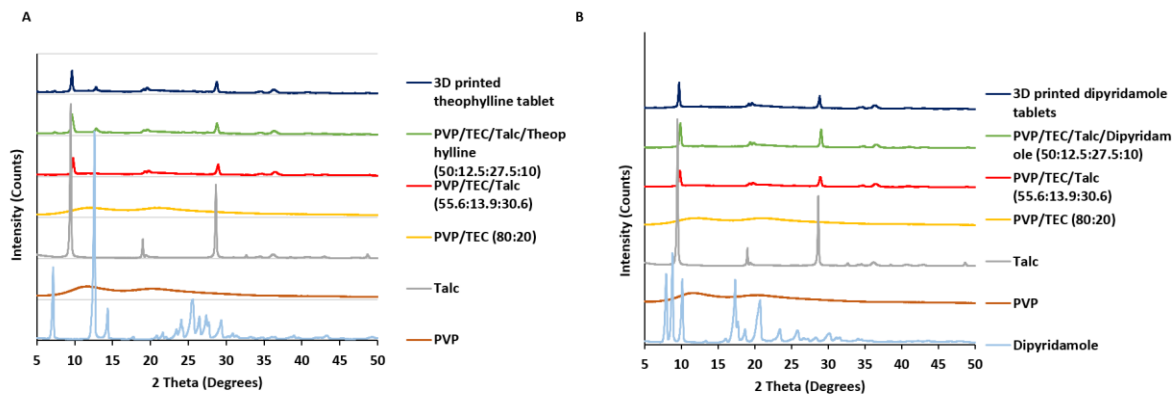 A
Intensity (Counts)
5 10 15 20 25 30 35 40 45 50
2 Theta (Degrees)
3D printed
theophylline tablet
PVP/TEC/Talc/Theop
hylline
(50:12.5:27.5:10)
PVP/TEC/Talc
(55.6:13.9:30.6)
PVP/TEC (80:20)
Talc
PVP
B
Intensity (Counts)
5 10 15 20 25 30 35 40 45 50
2 Theta (Degrees)
3D printed dipyridamole
tablets
PVP/TEC/Talc/Dipyridam
ole (50:12.5:27.5:10)
PVP/TEC/Talc
(55.6:13.9:30.6)
PVP/TEC (80:20)
Talc
PVP
Dipyridamole